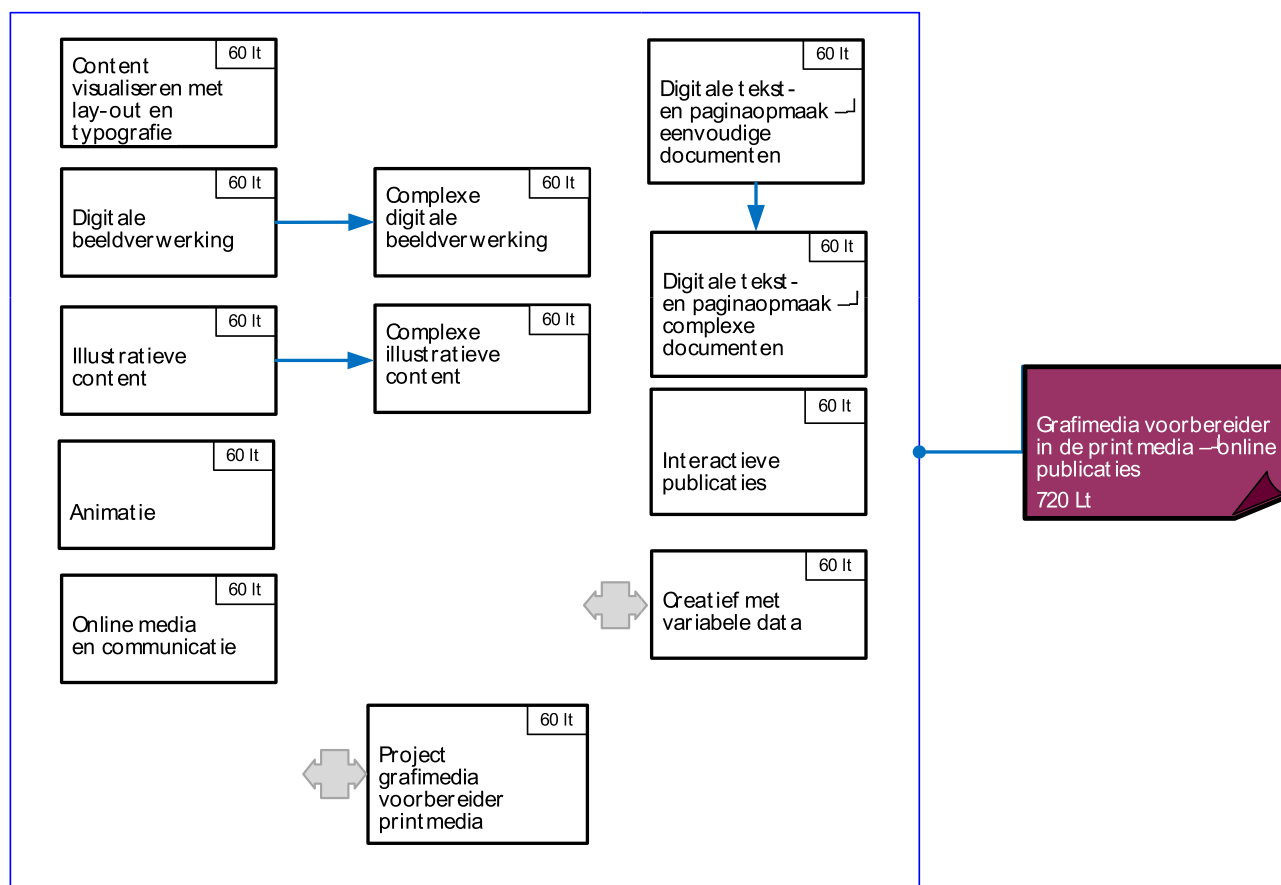 60 lt
Content
visualiseren met
lay-out en
typografie
60 lt
Digitale tekst-
en paginaopmaak –
eenvoudige
documenten
60 lt
Digitale
beeldverwerking
60 lt
Complexe
digitale
beeldverwerking
60 lt
Digitale tekst-
en paginaopmaak –
complexe
documenten
60 lt
Illustratieve
content
60 lt
Complexe
illustratieve
content
60 lt
Interactieve
publicaties
Grafimedia voorbereider
in de printmedia – online
publicaties
720 Lt
60 lt
Animatie
60 lt
Online media
en communicatie
60 lt
Creatief met
variabele data
60 lt
Project
grafimedia
voorbereider
printmedia